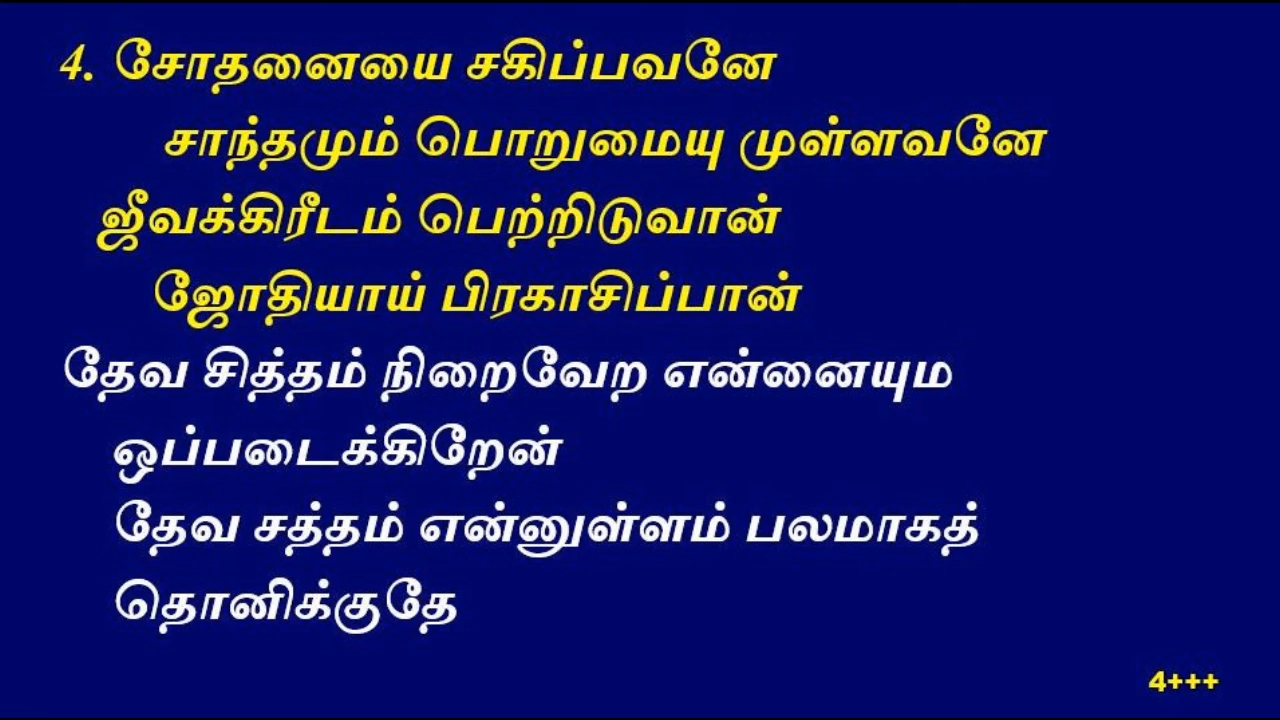 4. சோதனையை சகிப்பவனே
சாந்தமும் பொறுமையு முள்ளவனே
ஜீவக்கிரீடம் பெற்றிடுவான்
ஜோதியாய் பிரகாசிப்பான்
தேவ சித்தம் நிறைவேற என்னையும
ஒப்படைக்கிறேன்
தேவ சத்தம் என்னுள்ளம் பலமாகத்
தொனிக்குதே
4+++